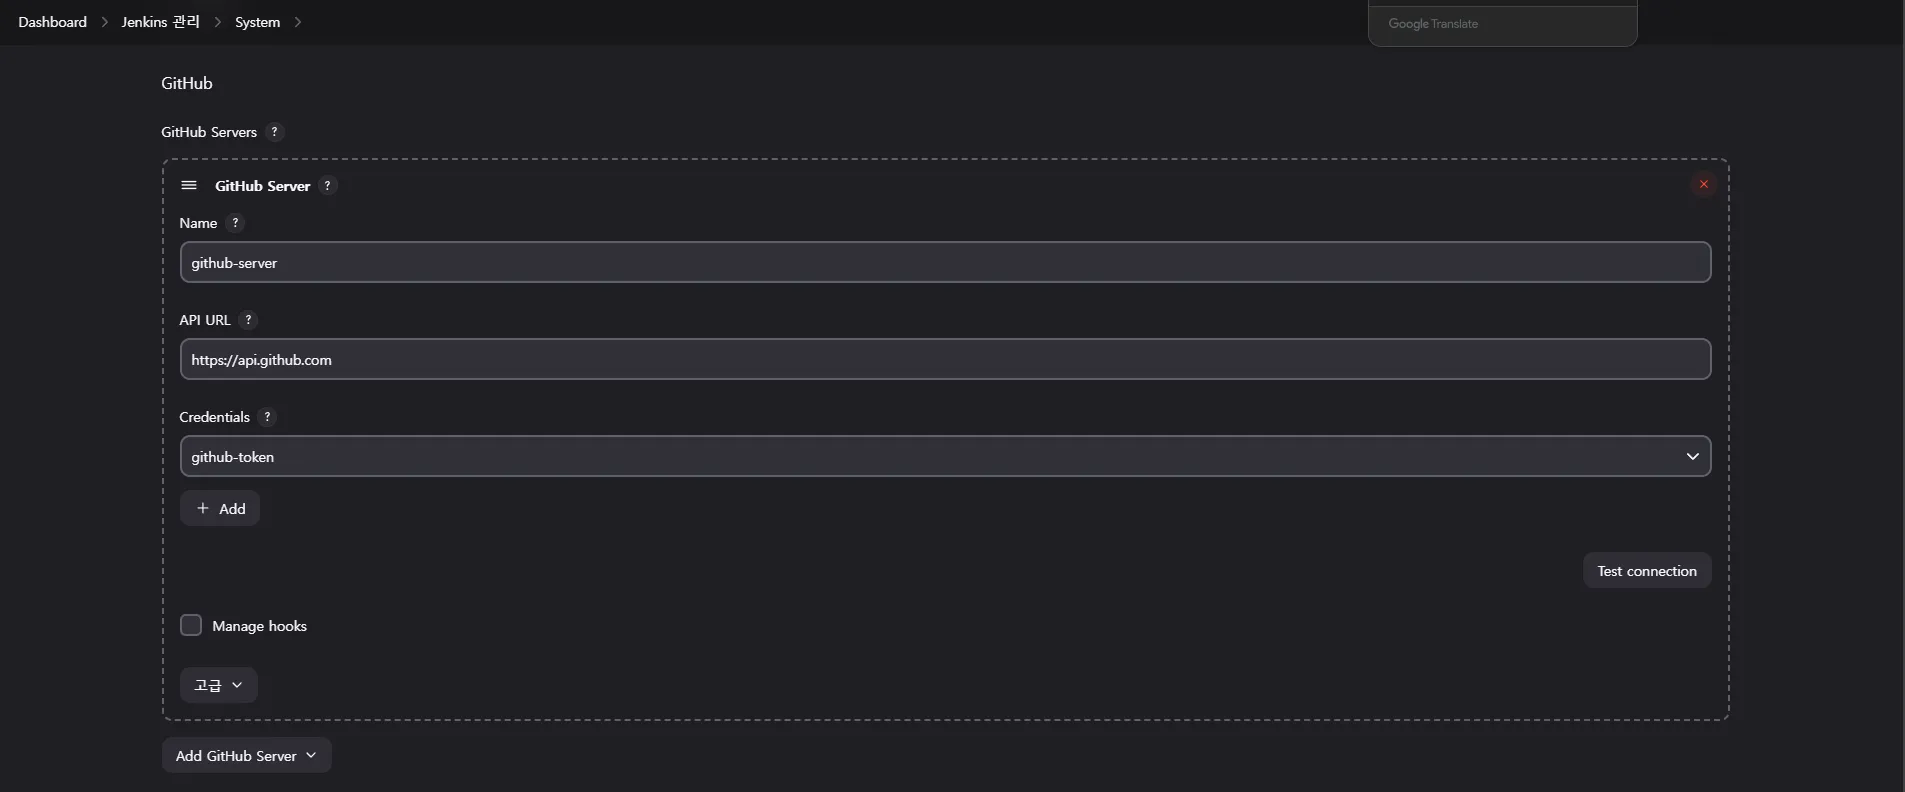 Dashboard > Jenkins 관리 > System >
Google Translate
GitHub
GitHub Servers ?
GitHub Server ?
Name ?
github-server
API URL ?
https://api.github.com
Credentials ?
github-token
+ Add
Test connection
Manage hooks
고급
Add GitHub Server